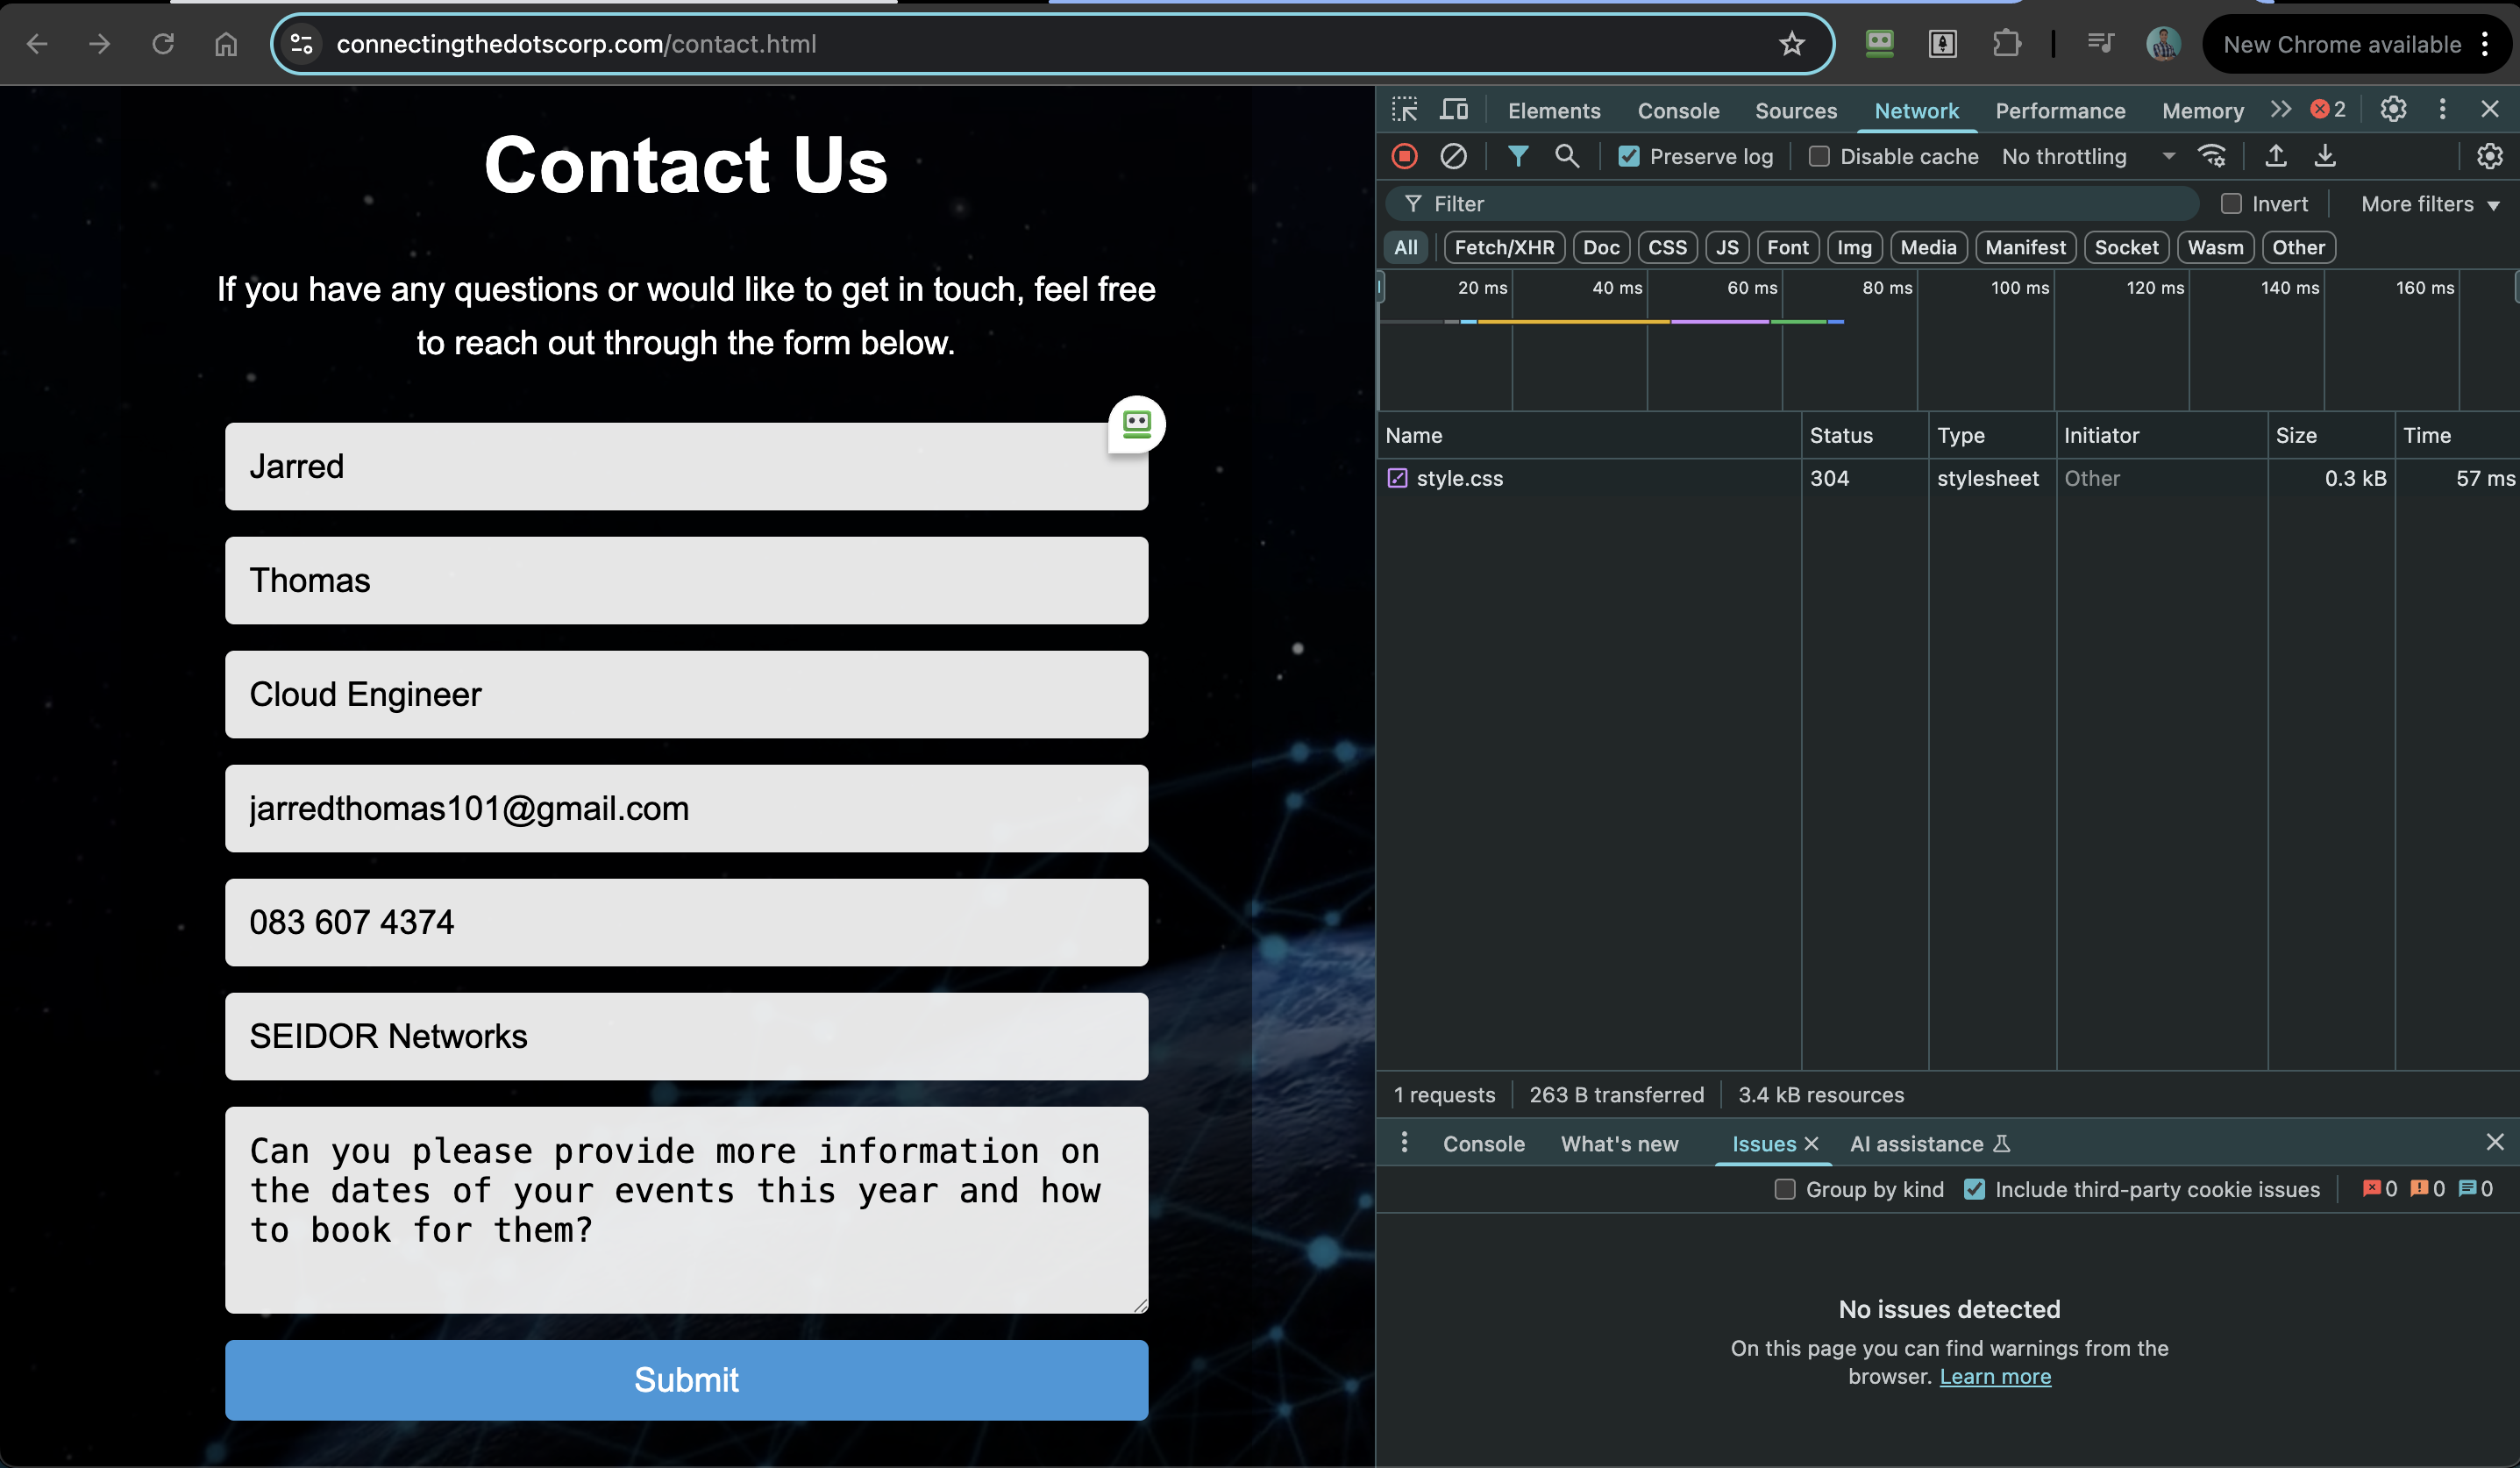 connectingthedotscorp.com/contact.html
New Chrome available
Contact Us
If you have any questions or would like to get in touch, feel free
to reach out through the form below.
Jarred
Thomas
Cloud Engineer
jarredthomas101@gmail.com
083 607 4374
SEIDOR Networks
Can you please provide more information on
the dates of your events this year and how
to book for them?
Submit
Elements Console Sources Network Performance Memory 2
Preserve log Disable cache No throttling
Filter Invert More filters
All Fetch/XHR Doc CSS JS Font Img Media Manifest Socket Wasm Other
20 ms 40 ms 60 ms 80 ms 100 ms 120 ms 140 ms 160 ms
Name Status Type Initiator Size Time
style.css 304 stylesheet Other 0.3 kB 57 ms
1 requests 263 B transferred 3.4 kB resources
Console What's new Issues AI assistance
Group by kind Include third-party cookie issues 0 0 0
No issues detected
On this page you can find warnings from the
browser. Learn more